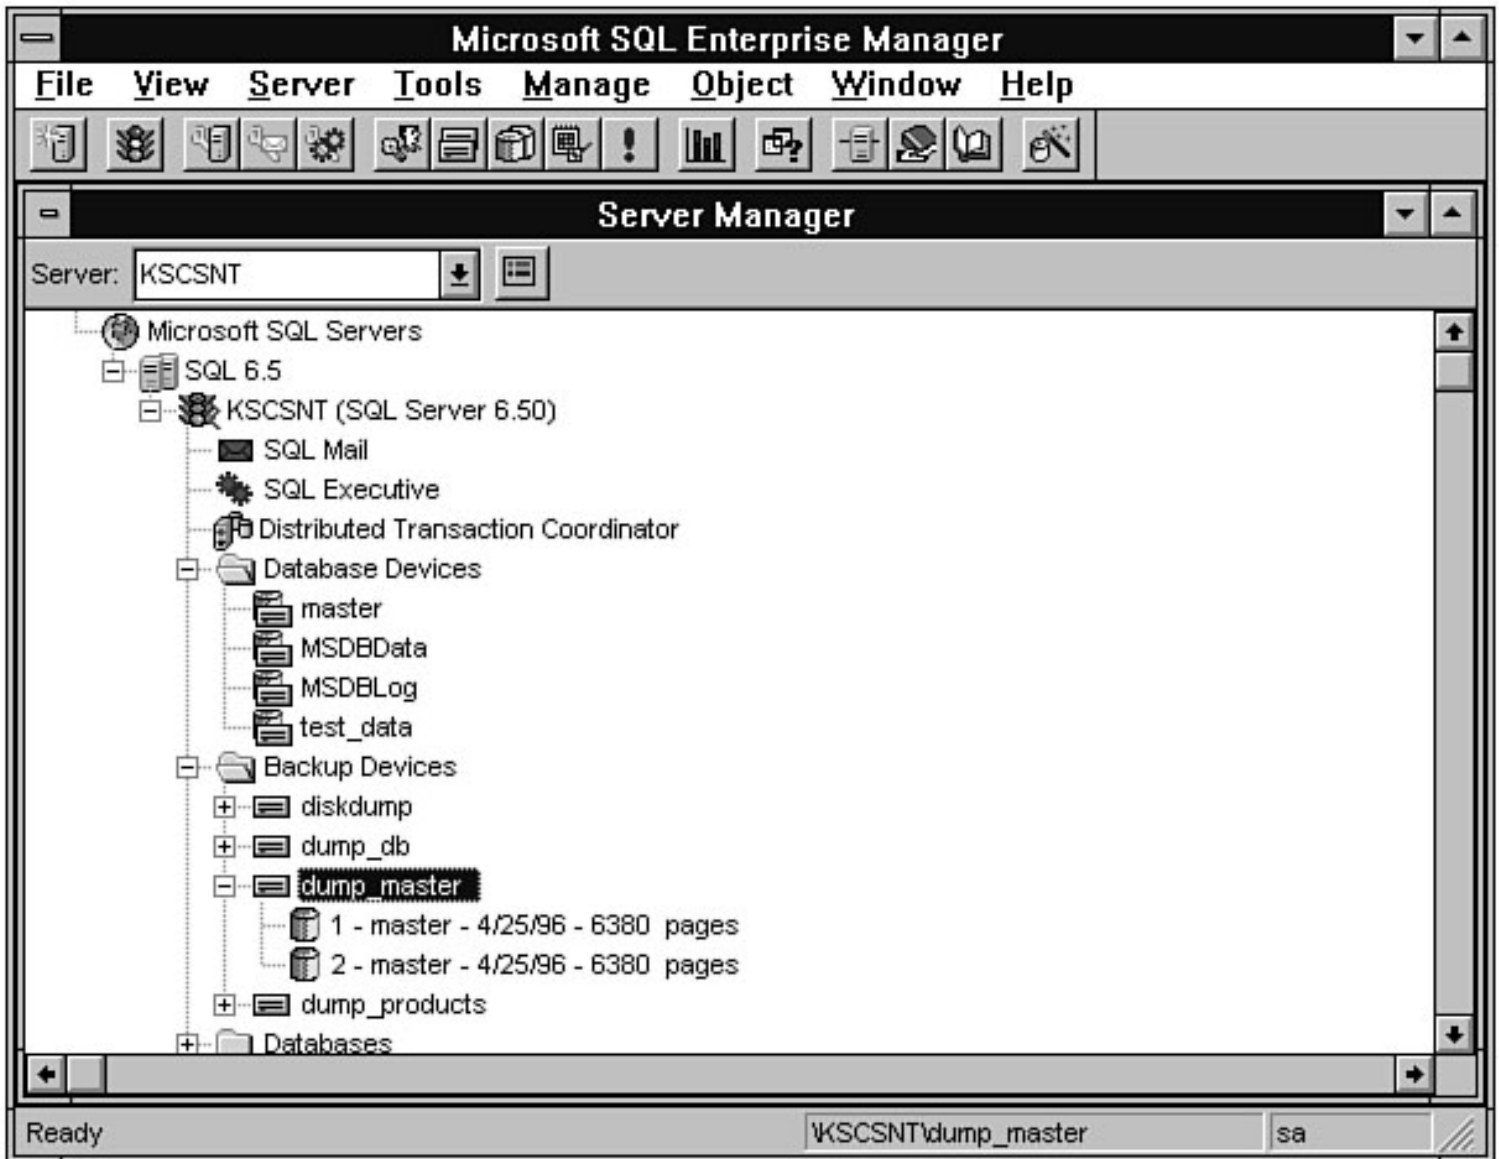 Microsoft SQL Enterprise Manager
File View Server Tools Manage Object Window Help
Server Manager
Server: KSCSNT
Microsoft SQL Servers
SQL 6.5
KSCSNT (SQL Server 6.50)
SQL Mail
SQL Executive
Distributed Transaction Coordinator
Database Devices
master
MSDBData
MSDBLog
test_data
Backup Devices
diskdump
dump_db
dump_master
1 - master - 4/25/96 - 6380 pages
2 - master - 4/25/96 - 6380 pages
dump_products
Databases
Ready \KSCSNT\dump_master sa